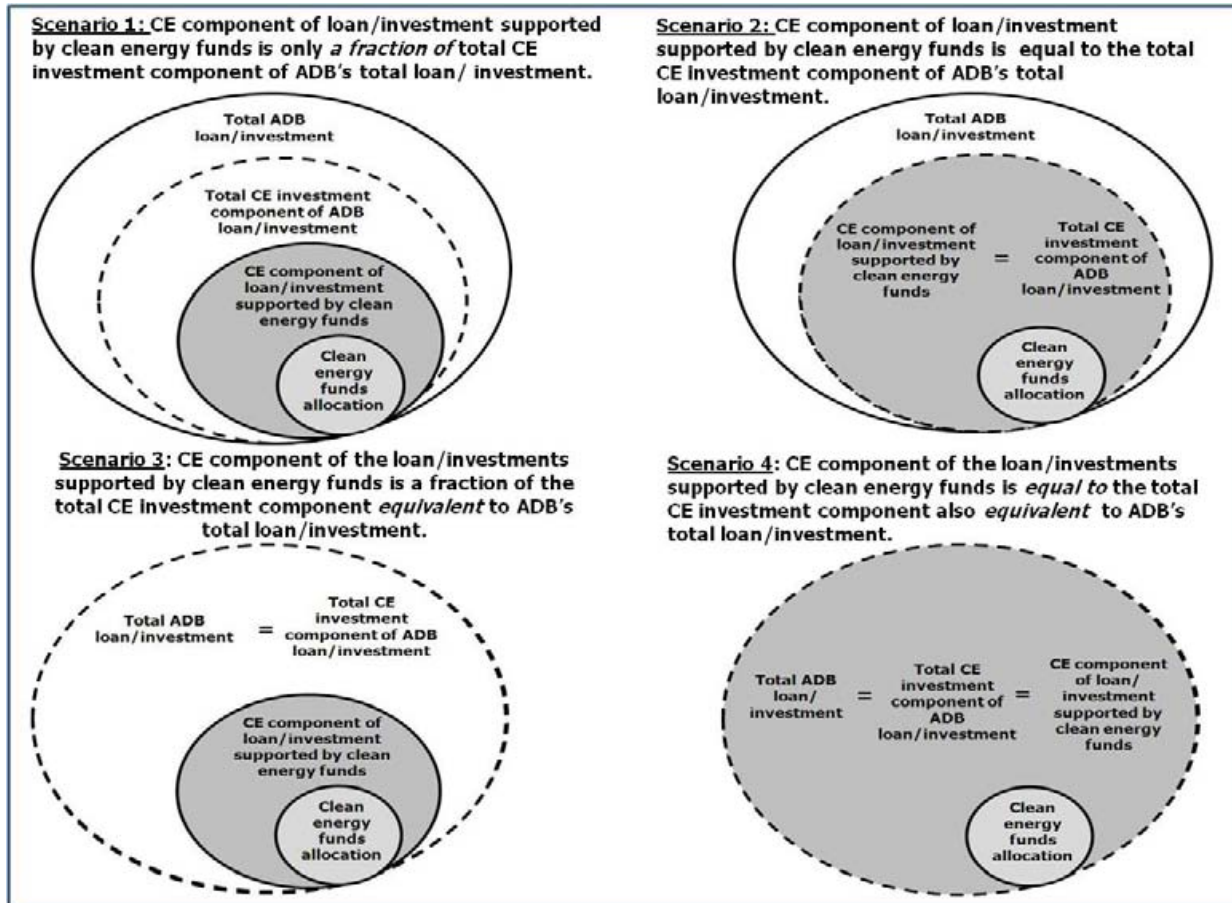 Scenario 1: CE component of loan/investment supported
by clean energy funds is only a fraction of total CE
investment component of ADB's total loan/ investment.
Total ADB
loan/investment
Total CE investment
component of ADB
loan/investment
CE component of
loan/investment
supported by clean
energy funds
Clean
energy
funds
allocation
Scenario 2: CE component of loan/investment
supported by clean energy funds is equal to the total
CE investment component of ADB's total
loan/investment.
Total ADB
loan/investment
CE component of
loan/investment
supported by
clean energy
funds
=
Total CE
investment
component of
ADB
loan/investment
Clean
energy
funds
allocation
Scenario 3: CE component of the loan/investments
supported by clean energy funds is a fraction of the
total CE investment component equivalent to ADB's
total loan/investment.
Total ADB
loan/investment
=
Total CE
investment
component of ADB
loan/investment
CE component of
loan/investment
supported by clean
energy funds
Clean
energy
funds
allocation
Scenario 4: CE component of the loan/investments
supported by clean energy funds is equal to the total
CE investment component also equivalent to ADB's
total loan/investment.
Total ADB
loan/
investment
=
Total CE
investment
component of
ADB
loan/investment
=
CE component
of loan/
investment
supported by
clean energy
funds
Clean
energy
funds
allocation